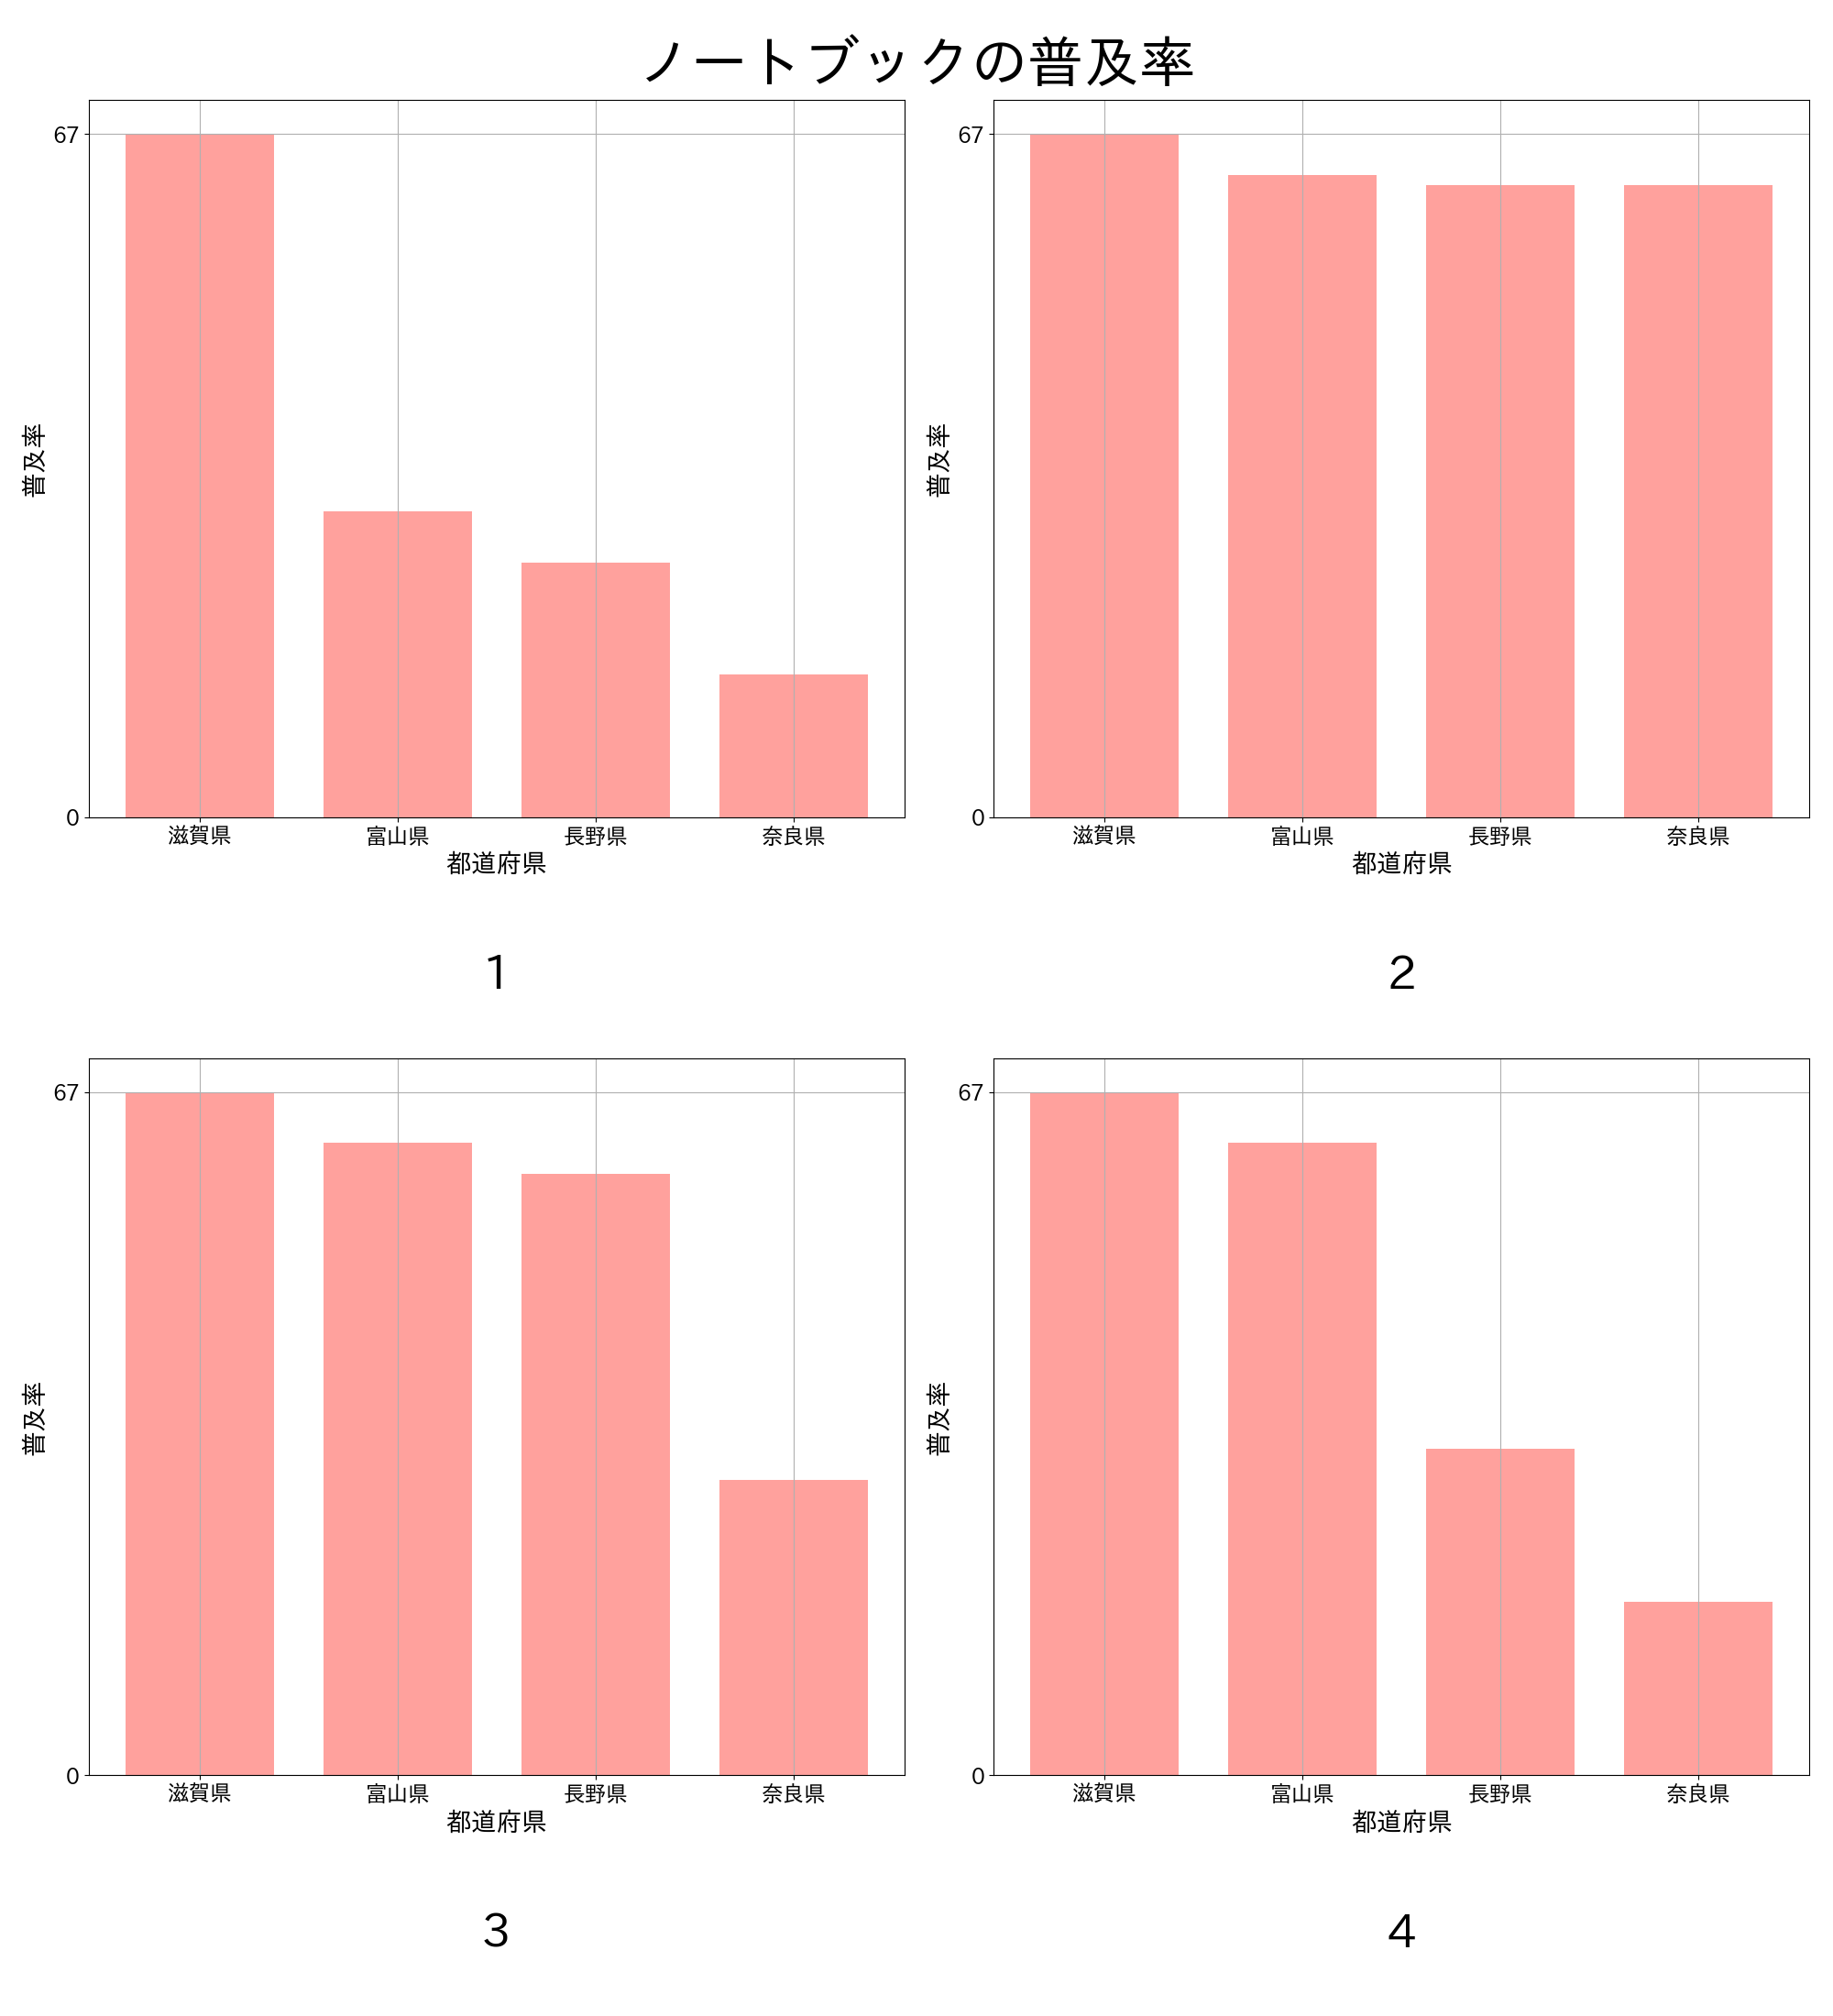 ノートブックの普及率
67
0
普及率
滋賀県 富山県 長野県 奈良県
都道府県
1
67
0
普及率
滋賀県 富山県 長野県 奈良県
都道府県
2
67
0
普及率
滋賀県 富山県 長野県 奈良県
都道府県
3
67
0
普及率
滋賀県 富山県 長野県 奈良県
都道府県
4